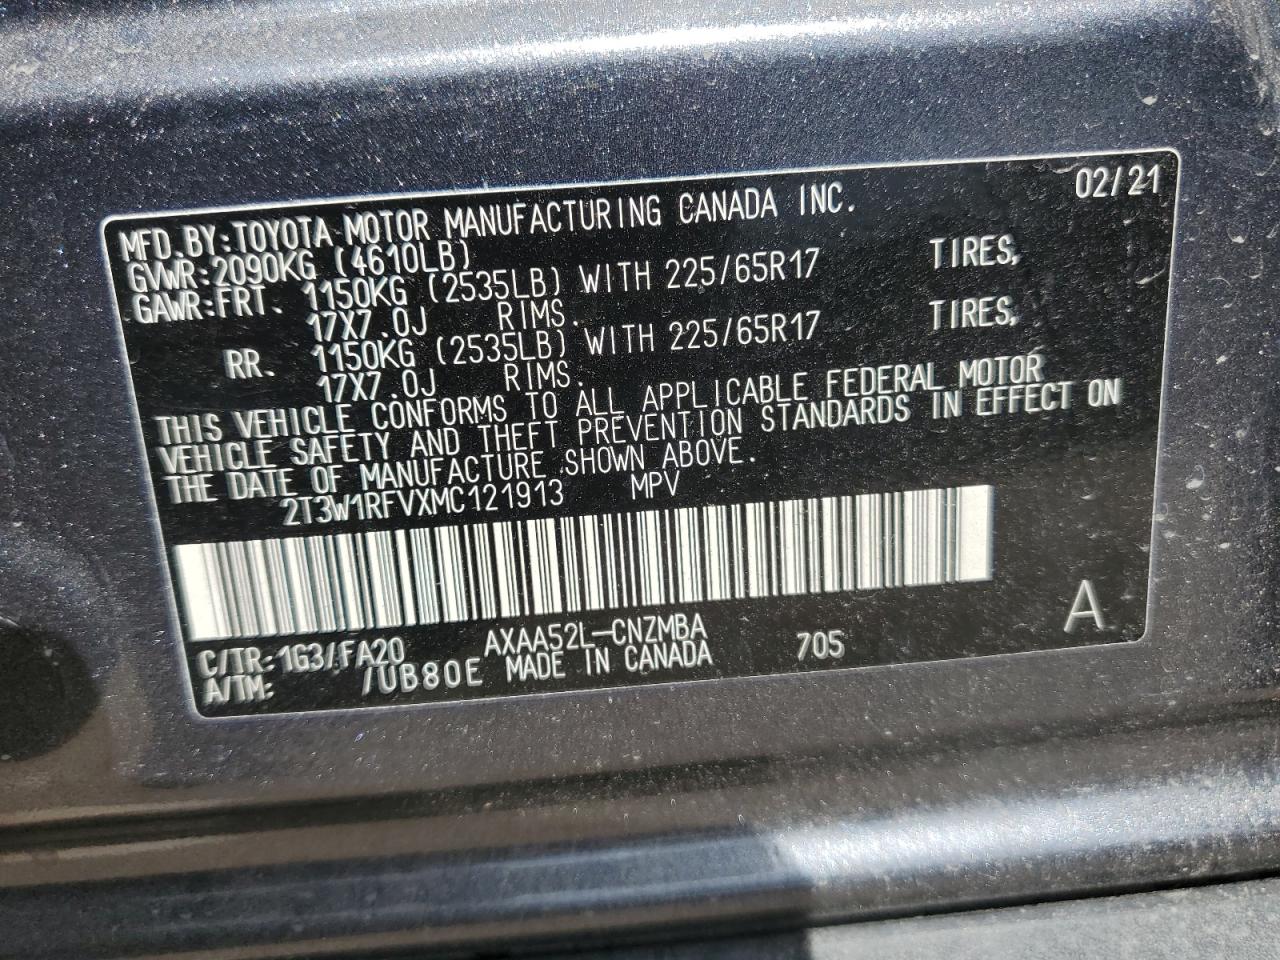 02/21
MFD.BY:TOYOTA MOTOR MANUFACTURING CANADA INC.
GVWR:2090KG (4610LB)
GAWR:FRT. 1150KG (2535LB) WITH 225/65R17 TIRES,
17X7.0J RIMS.
RR. 1150KG (2535LB) WITH 225/65R17 TIRES,
17X7.0J RIMS.
THIS VEHICLE CONFORMS TO ALL APPLICABLE FEDERAL MOTOR
VEHICLE SAFETY AND THEFT PREVENTION STANDARDS IN EFFECT ON
THE DATE OF MANUFACTURE SHOWN ABOVE.
2T3W1RFVXMC121913 MPV
C/TR:1G3/FA20 AXAA52L-CNZMBA 705 A
A/TM: /UB80E MADE IN CANADA